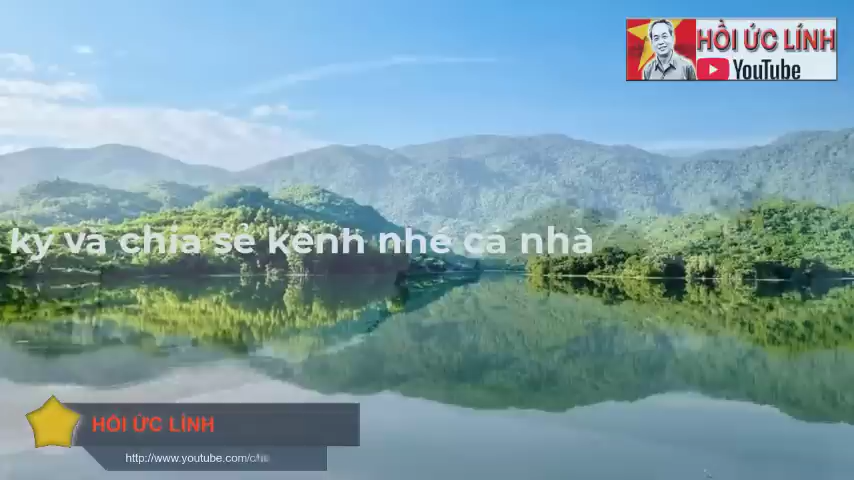 HỒI ỨC LÍNH
YouTube
ký và chia sẻ kênh nhé cả nhà
HỒI ỨC LÍNH
http://www.youtube.com/c/